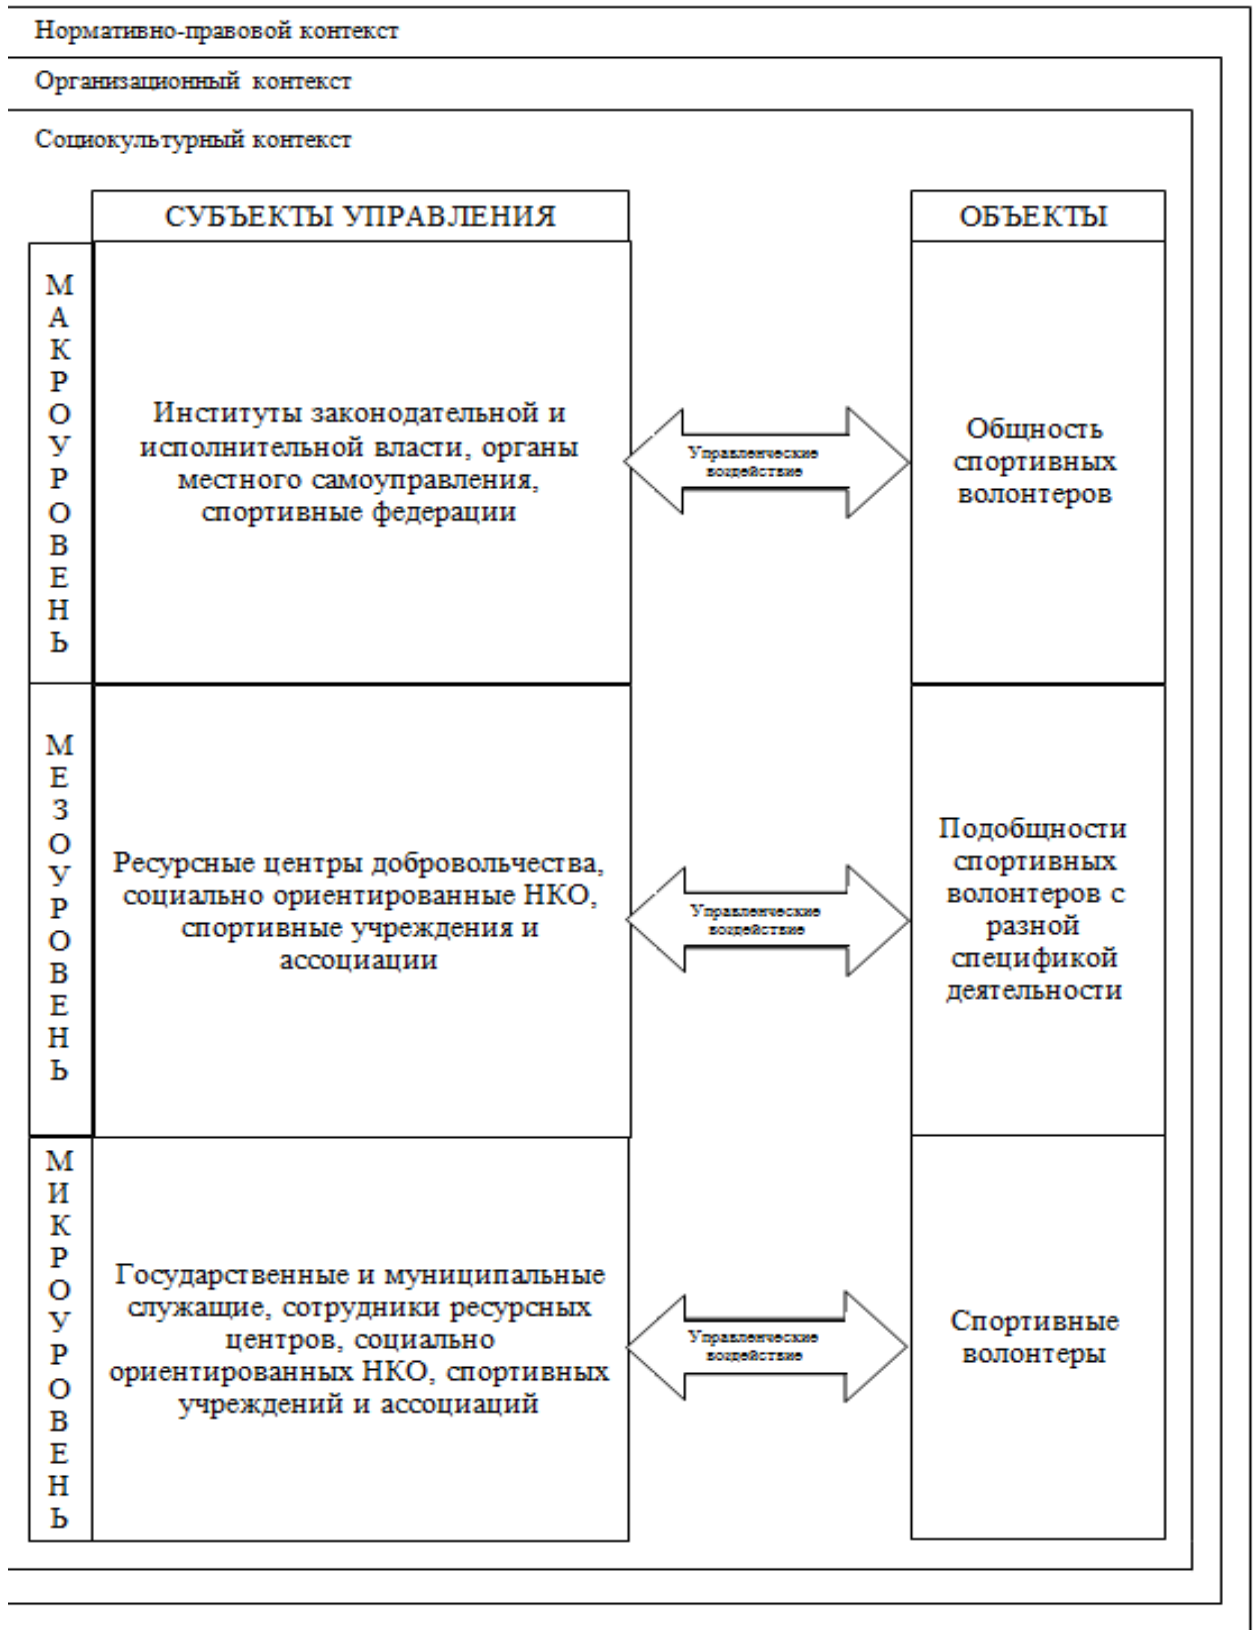 Нормативно-правовой контекст
Организационный контекст
Социокультурный контекст
СУБЪЕКТЫ УПРАВЛЕНИЯ
ОБЪЕКТЫ
МАКРОУРОВЕНЬ
Институты законодательной и
исполнительной власти, органы
местного самоуправления,
спортивные федерации
Управленческие
воздействие
Общность
спортивных
волонтеров
МЕЗОУРОВЕНЬ
Ресурсные центры добровольчества,
социально ориентированные НКО,
спортивные учреждения и
ассоциации
Управленческие
воздействие
Подобщности
спортивных
волонтеров с
разной
спецификой
деятельности
МИКРОУРОВЕНЬ
Государственные и муниципальные
служащие, сотрудники ресурсных
центров, социально
ориентированных НКО, спортивных
учреждений и ассоциаций
Управленческие
воздействие
Спортивные
волонтеры